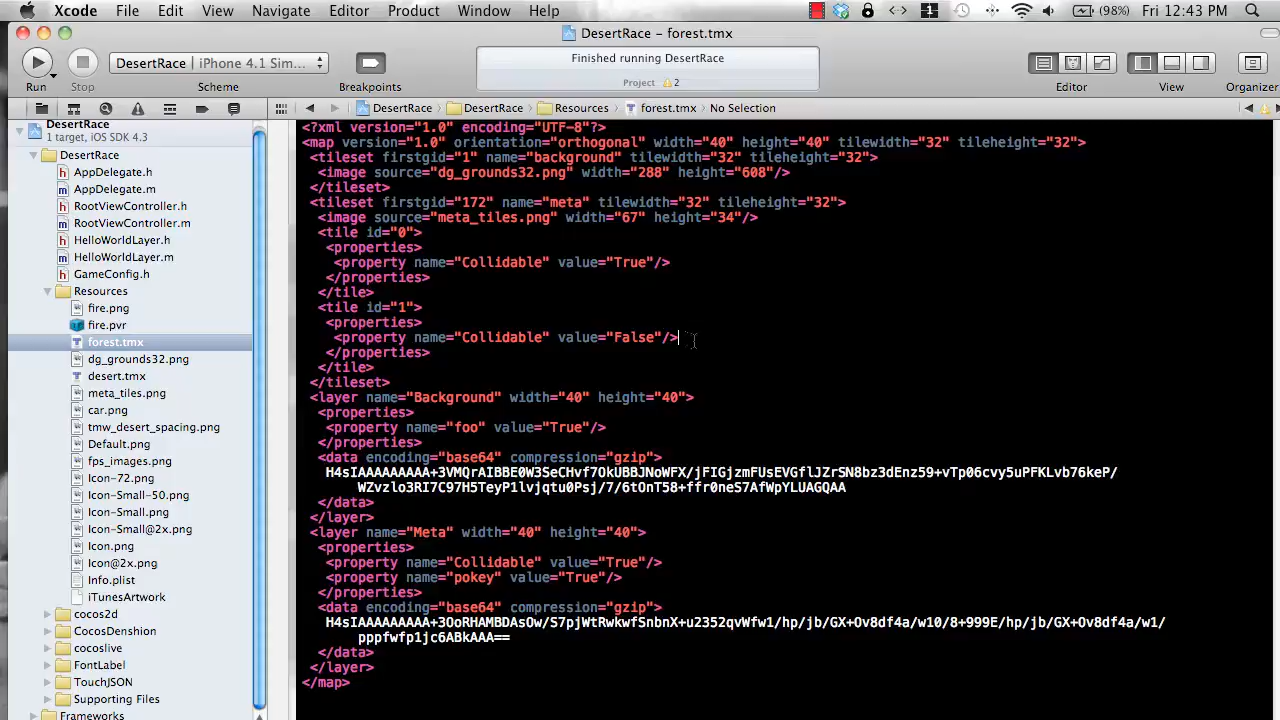 Xcode File Edit View Navigate Editor Product Window Help 1 (98%) Fri 12:43 PM
DesertRace – forest.tmx
DesertRace | iPhone 4.1 Sim...
Finished running DesertRace
Project 2
Run Stop Scheme Breakpoints Editor View Organizer
DesertRace DesertRace Resources forest.tmx No Selection
DesertRace
1 target, iOS SDK 4.3
DesertRace
AppDelegate.h
AppDelegate.m
RootViewController.h
RootViewController.m
HelloWorldLayer.h
HelloWorldLayer.m
GameConfig.h
Resources
fire.png
fire.pvr
forest.tmx
dg_grounds32.png
desert.tmx
meta_tiles.png
car.png
tmw_desert_spacing.png
Default.png
fps_images.png
Icon-72.png
Icon-Small-50.png
Icon-Small.png
Icon-Small@2x.png
Icon.png
Icon@2x.png
Info.plist
iTunesArtwork
cocos2d
CocosDenshion
cocoslive
FontLabel
TouchJSON
Supporting Files
Frameworks
<?xml version="1.0" encoding="UTF-8"?>
<map version="1.0" orientation="orthogonal" width="40" height="40" tilewidth="32" tileheight="32">
<tileset firstgid="1" name="background" tilewidth="32" tileheight="32">
<image source="dg_grounds32.png" width="288" height="608"/>
</tileset>
<tileset firstgid="172" name="meta" tilewidth="32" tileheight="32">
<image source="meta_tiles.png" width="67" height="34"/>
<tile id="0">
<properties>
<property name="Collidable" value="True"/>
</properties>
</tile>
<tile id="1">
<properties>
<property name="Collidable" value="False"/>
</properties>
</tile>
</tileset>
<layer name="Background" width="40" height="40">
<properties>
<property name="foo" value="True"/>
</properties>
<data encoding="base64" compression="gzip">
H4sIAAAAAAAAA+3VMQrAIBBE0W3SeCHvf7OkUBBJNoWFX/jFIGjzmFUsEVGflJZrSN8bz3dEnz59+vTp06cvy5uPFKLvb76keP/
WZvzlo3RI7C97H5TeyP1lvjqtu0Psj/7/6tOnT58+ffr0neS7AfWpYLUAGQAA
</data>
</layer>
<layer name="Meta" width="40" height="40">
<properties>
<property name="Collidable" value="True"/>
<property name="pokey" value="True"/>
</properties>
<data encoding="base64" compression="gzip">
</data>
</layer>
</map>